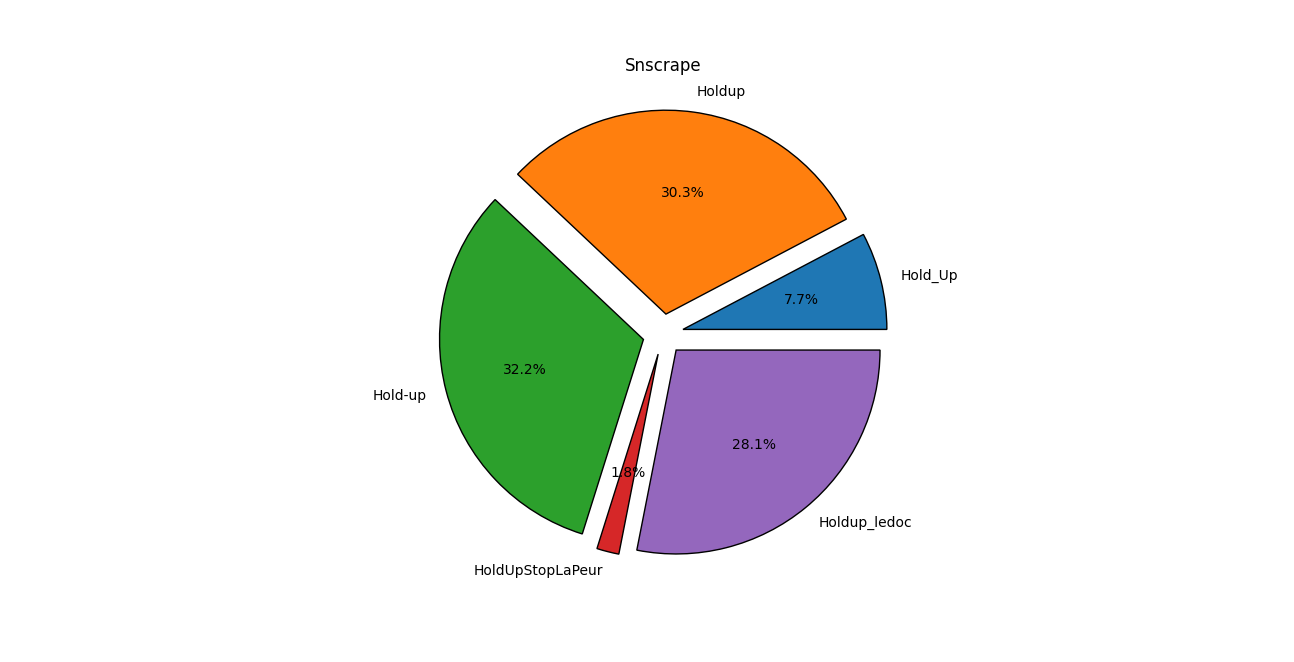 Snscrape
Holdup
30.3%
Hold_Up
7.7%
32.2%
Hold-up
28.1%
1.8%
Holdup_ledoc
HoldUpStopLaPeur